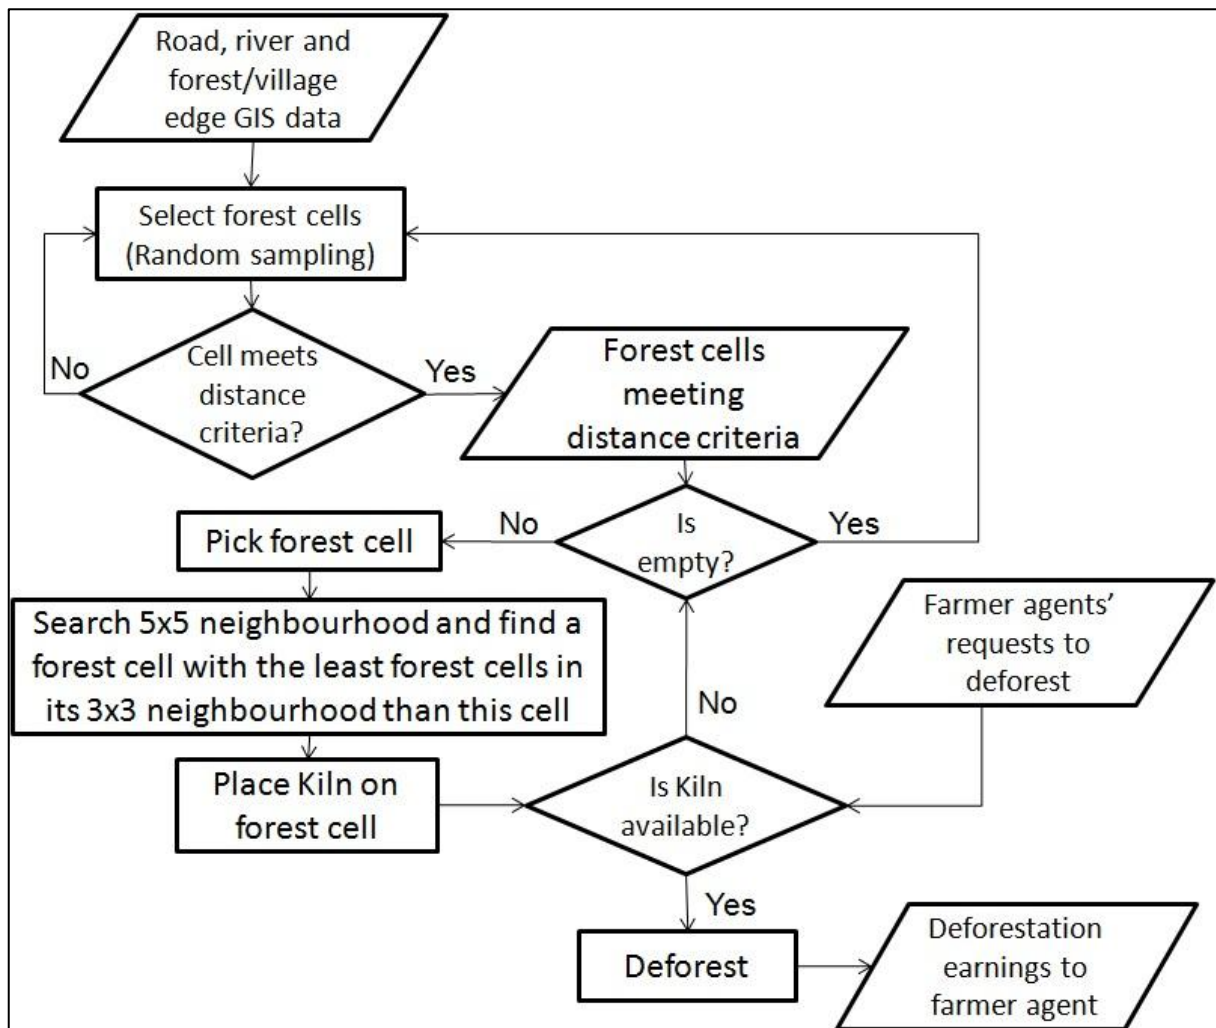 Road, river and
forest/village
edge GIS data
Select forest cells
(Random sampling)
Cell meets
distance
criteria?
No
Yes
Forest cells
meeting
distance criteria
Is
empty?
No
Yes
Pick forest cell
Search 5x5 neighbourhood and find a
forest cell with the least forest cells in
its 3x3 neighbourhood than this cell
Place Kiln on
forest cell
Farmer agents'
requests to
deforest
No
Is Kiln
available?
Yes
Deforest
Deforestation
earnings to
farmer agent